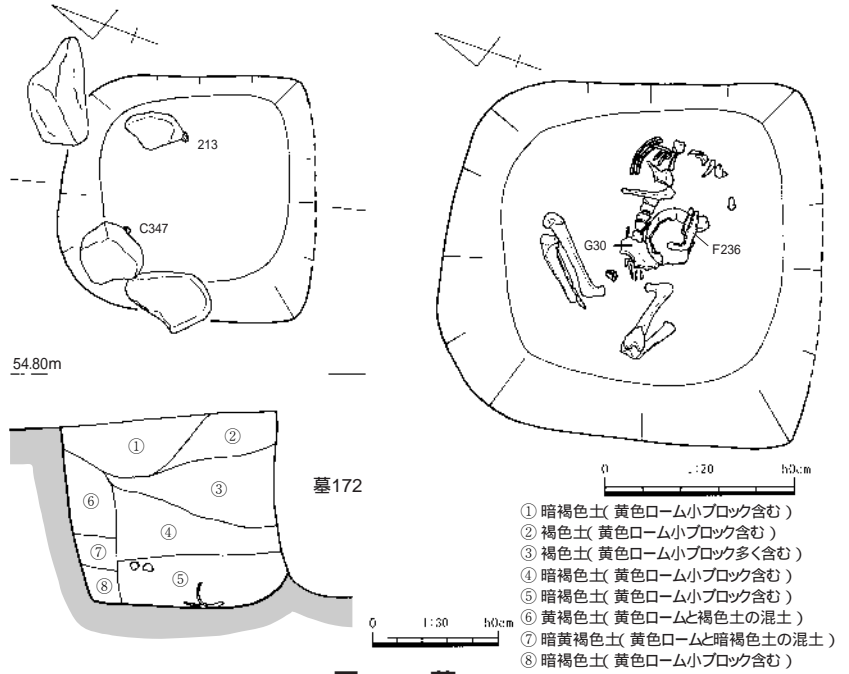 213
C347
G30
F236
54.80m
①
②
③
④
⑤
⑥
⑦
⑧
墓172
0 1:20 50cm
0 1:30 50cm
①暗褐色土(黄色ローム小ブロック含む)
②褐色土(黄色ローム小ブロック含む)
③褐色土(黄色ローム小ブロック多く含む)
④暗褐色土(黄色ローム小ブロック含む)
⑤暗褐色土(黄色ローム小ブロック含む)
⑥黄褐色土(黄色ロームと褐色土の混土)
⑦暗黄褐色土(黄色ロームと暗褐色土の混土)
⑧暗褐色土(黄色ローム小ブロック含む)